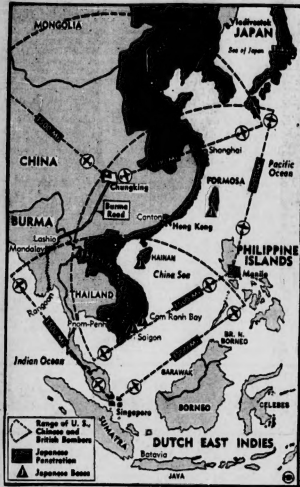 MONGOLIA
Vladivostok
JAPAN
Sea of Japan
CHINA
Shanghai
Pacific
Ocean
Chungking
FORMOSA
Burma
Road
Canton
Hong Kong
BURMA
Lashio
Mandalay
HAINAN
PHILIPPINE
ISLANDS
Manila
China Sea
THAILAND
Rangoon
Cam Ranh Bay
Pnom-Penh
Saigon
BR. N.
BORNEO
Indian Ocean
SARAWAK
Singapore
BORNEO
CELEBES
SUMATRA
DUTCH EAST INDIES
Batavia
JAVA
Range of U. S.,
Chinese and
British Bombers
Japanese
Penetration
Japanese Bases